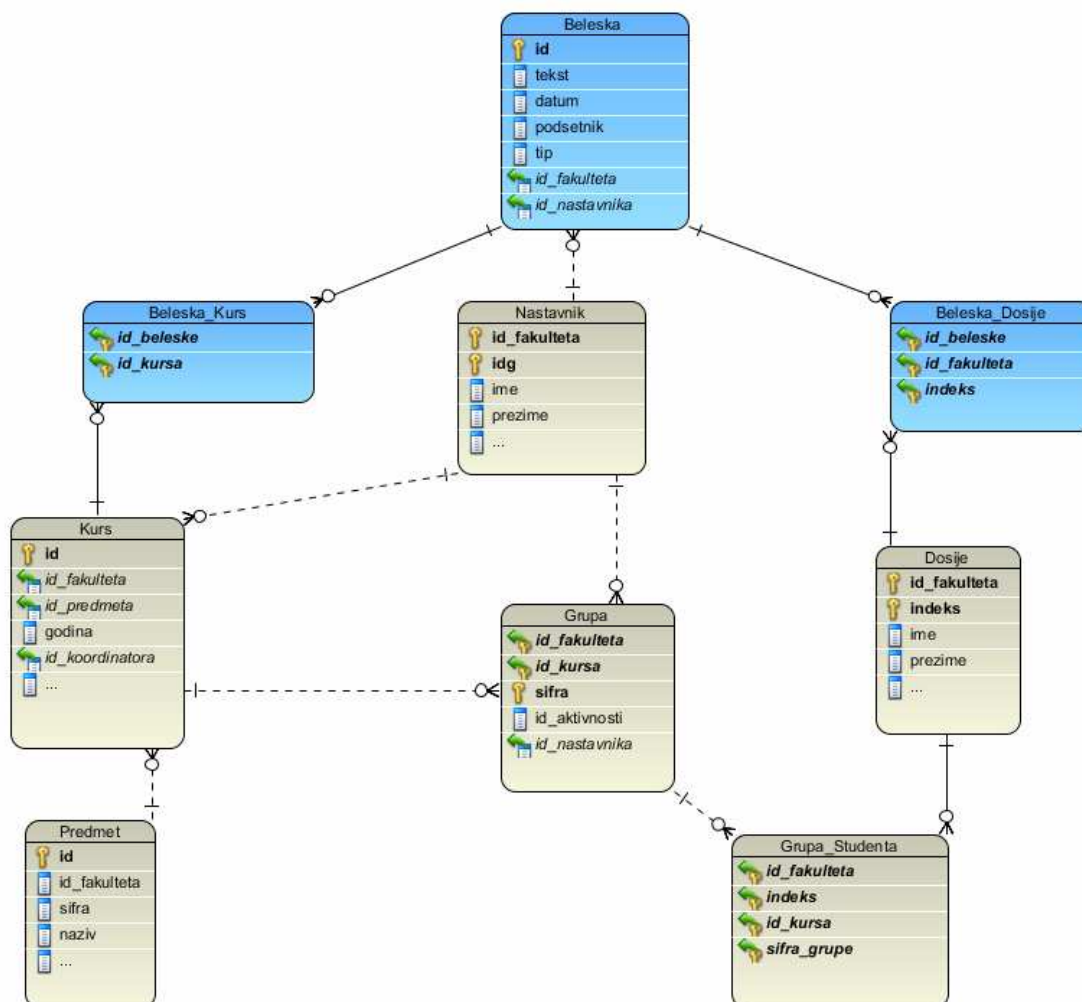 Beleska
id
tekst
datum
podsetnik
tip
id_fakulteta
id_nastavnika
Beleska_Kurs
id_beleske
id_kursa
Nastavnik
id_fakulteta
idg
ime
prezime
...
Beleska_Dosije
id_beleske
id_fakulteta
indeks
Kurs
id
id_fakulteta
id_predmeta
godina
id_koordinatora
...
Grupa
id_fakulteta
id_kursa
sifra
id_aktivnosti
id_nastavnika
Dosije
id_fakulteta
indeks
ime
prezime
...
Predmet
id
id_fakulteta
sifra
naziv
...
Grupa_Studenta
id_fakulteta
indeks
id_kursa
sifra_grupe